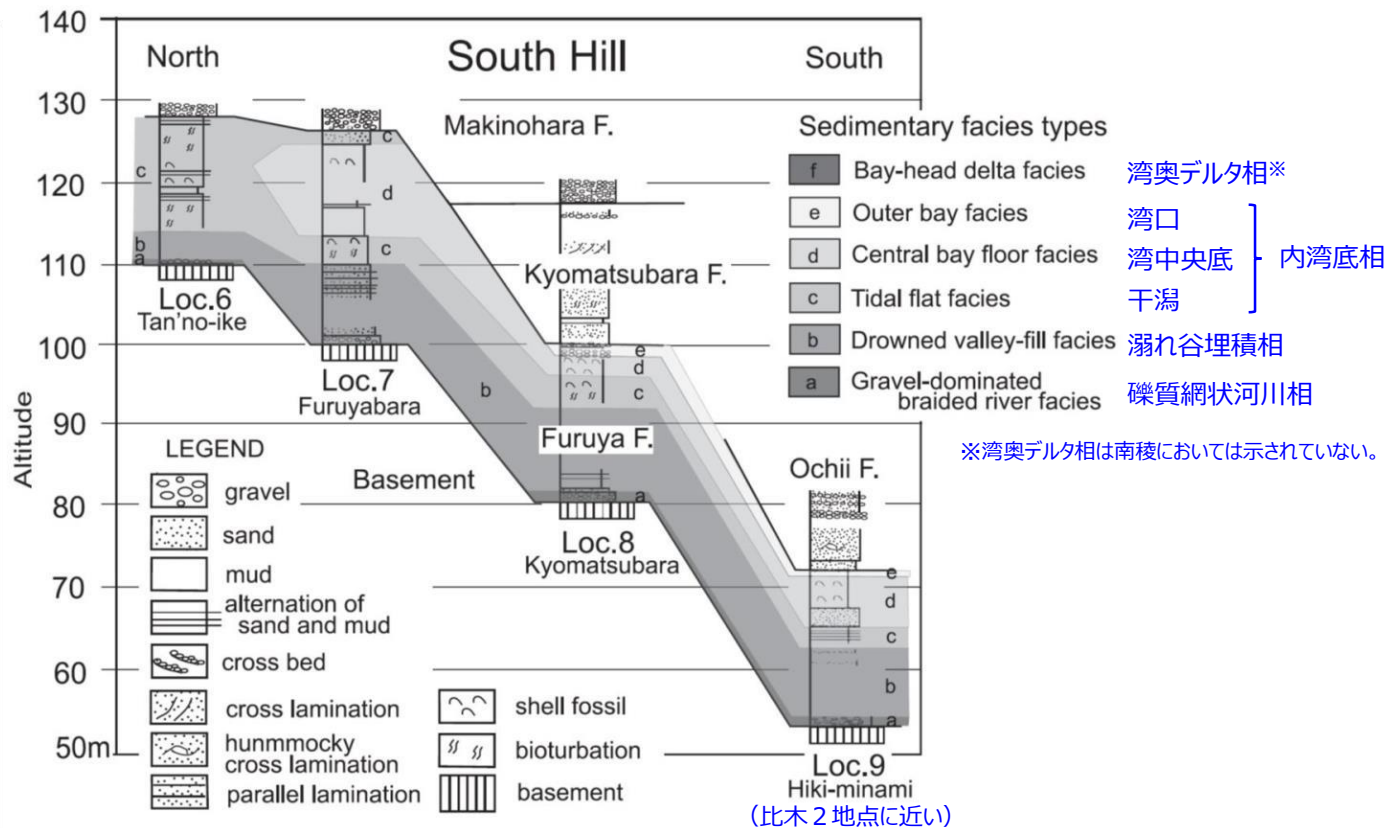 140
130
120
110
100
90
80
70
60
50m
Altitude
North
South Hill
South
Makinohara F.
Kyomatsubara F.
Furuya F.
Ochii F.
Basement
c
b
a
c
d
c
b
e
d
c
a
e
d
c
b
a
Loc.6
Tan'no-ike
Loc.7
Furuyabara
Loc.8
Kyomatsubara
Loc.9
Hiki-minami
(比木２地点に近い)
Sedimentary facies types
f Bay-head delta facies 湾奥デルタ相※
e Outer bay facies 湾口
d Central bay floor facies 湾中央底
c Tidal flat facies 干潟
内湾底相
b Drowned valley-fill facies 溺れ谷埋積相
a Gravel-dominated
braided river facies 礫質網状河川相
※湾奥デルタ相は南稜においては示されていない。
LEGEND
gravel
sand
mud
alternation of
sand and mud
cross bed
cross lamination
hunmmocky
cross lamination
parallel lamination
shell fossil
bioturbation
basement